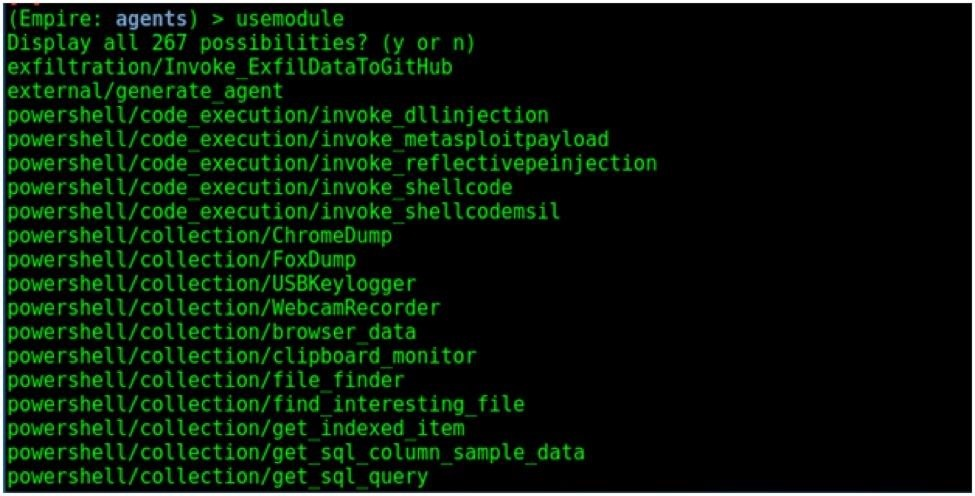 (Empire: agents) > usemodule
Display all 267 possibilities? (y or n)
exfiltration/Invoke_ExfilDataToGitHub
external/generate_agent
powershell/code_execution/invoke_dllinjection
powershell/code_execution/invoke_metasploitpayload
powershell/code_execution/invoke_reflectivepeinjection
powershell/code_execution/invoke_shellcode
powershell/code_execution/invoke_shellcodemsil
powershell/collection/ChromeDump
powershell/collection/FoxDump
powershell/collection/USBKeylogger
powershell/collection/WebcamRecorder
powershell/collection/browser_data
powershell/collection/clipboard_monitor
powershell/collection/file_finder
powershell/collection/find_interesting_file
powershell/collection/get_indexed_item
powershell/collection/get_sql_column_sample_data
powershell/collection/get_sql_query